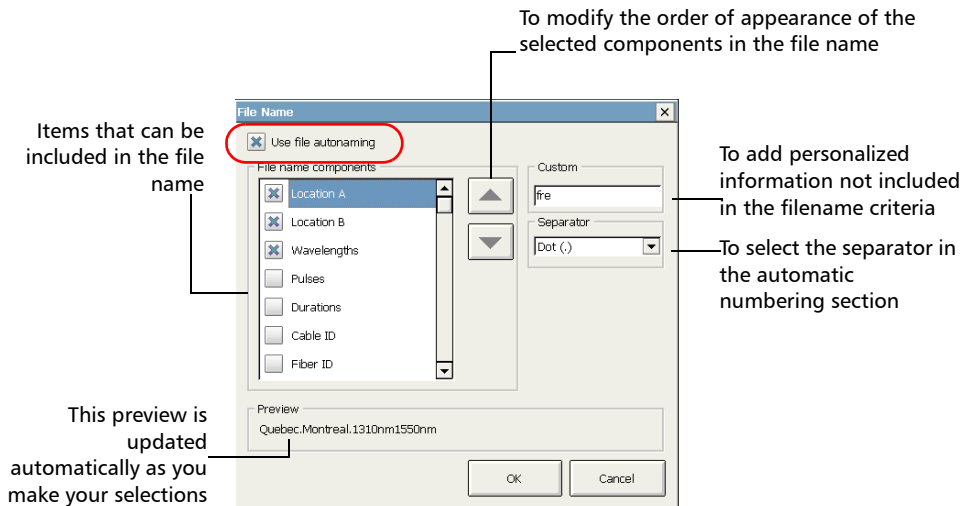 To modify the order of appearance of the
selected components in the file name
File Name
Items that can be
included in the file
name
Use file autonaming
File name components
Location A
Location B
Wavelengths
Pulses
Durations
Cable ID
Fiber ID
Custom
fre
Separator
Dot (.)
To add personalized
information not included
in the filename criteria
To select the separator in
the automatic
numbering section
This preview is
updated
automatically as you
make your selections
Preview
Quebec.Montreal.1310nm1550nm
OK
Cancel